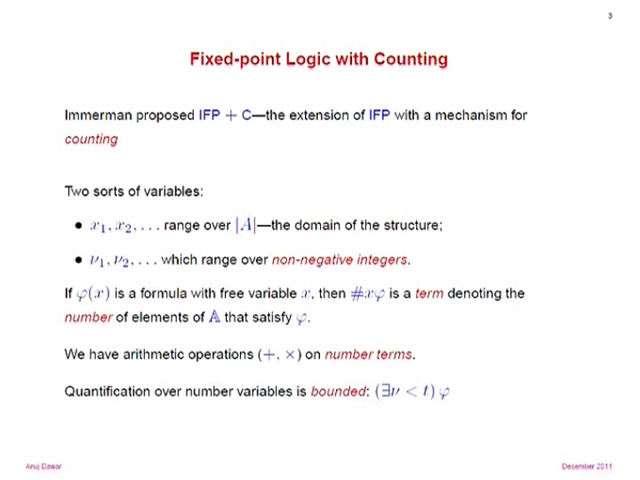 3
Fixed-point Logic with Counting
Immerman proposed IFP + C—the extension of IFP with a mechanism for
counting
Two sorts of variables:
• x₁, x₂, . . . range over |A|—the domain of the structure;
• ν₁, ν₂, . . . which range over non-negative integers.
If φ(x) is a formula with free variable x, then #xφ is a term denoting the
number of elements of 𝔸 that satisfy φ.
We have arithmetic operations (+, ×) on number terms.
Quantification over number variables is bounded: (∃ν < t) φ
Anuj Dawar
December 2011